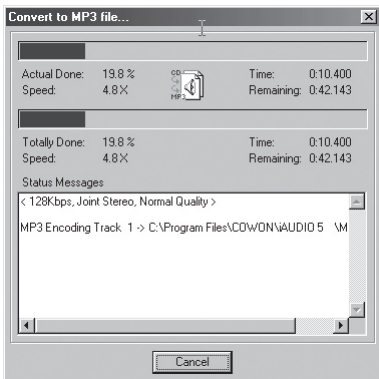 Convert to MP3 file...
Actual Done: 19.8 % CD MP3 Time: 0:10.400
Speed: 4.8X Remaining: 0:42.143
Totally Done: 19.8 % Time: 0:10.400
Speed: 4.8X Remaining: 0:42.143
Status Messages
< 128Kbps, Joint Stereo, Normal Quality >
MP3 Encoding Track 1 -> C:\Program Files\COWON\iAUDIO 5 \M
Cancel